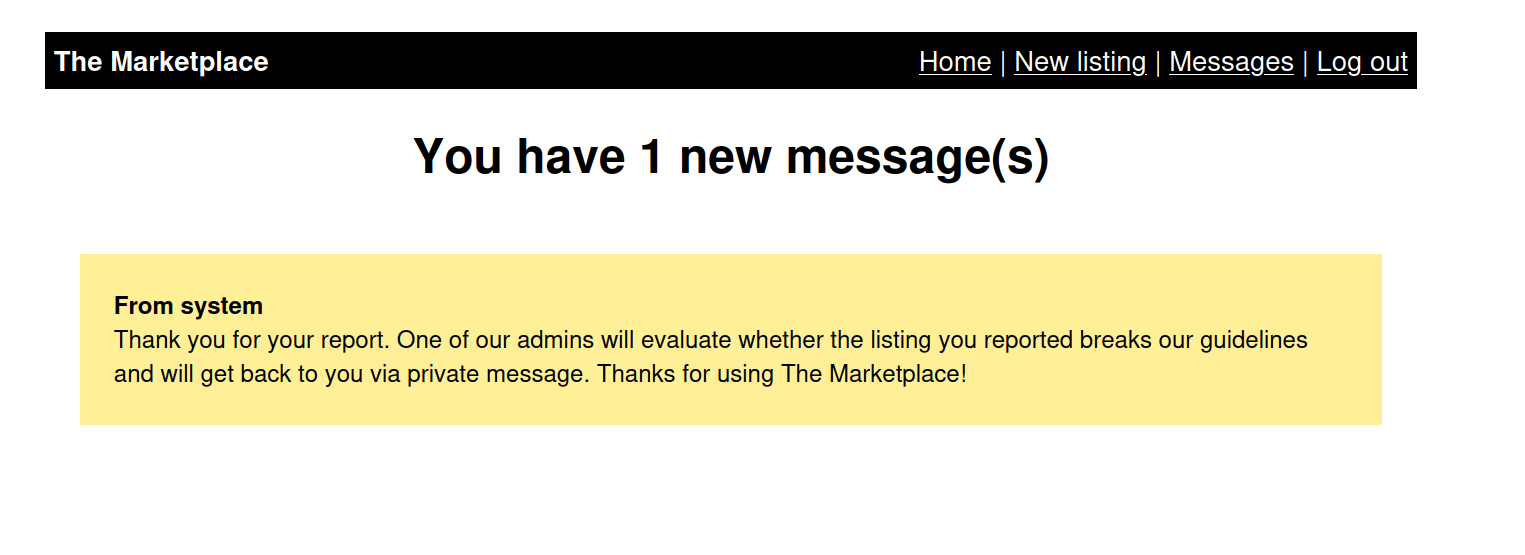 The Marketplace
Home | New listing | Messages | Log out
You have 1 new message(s)
From system
Thank you for your report. One of our admins will evaluate whether the listing you reported breaks our guidelines
and will get back to you via private message. Thanks for using The Marketplace!